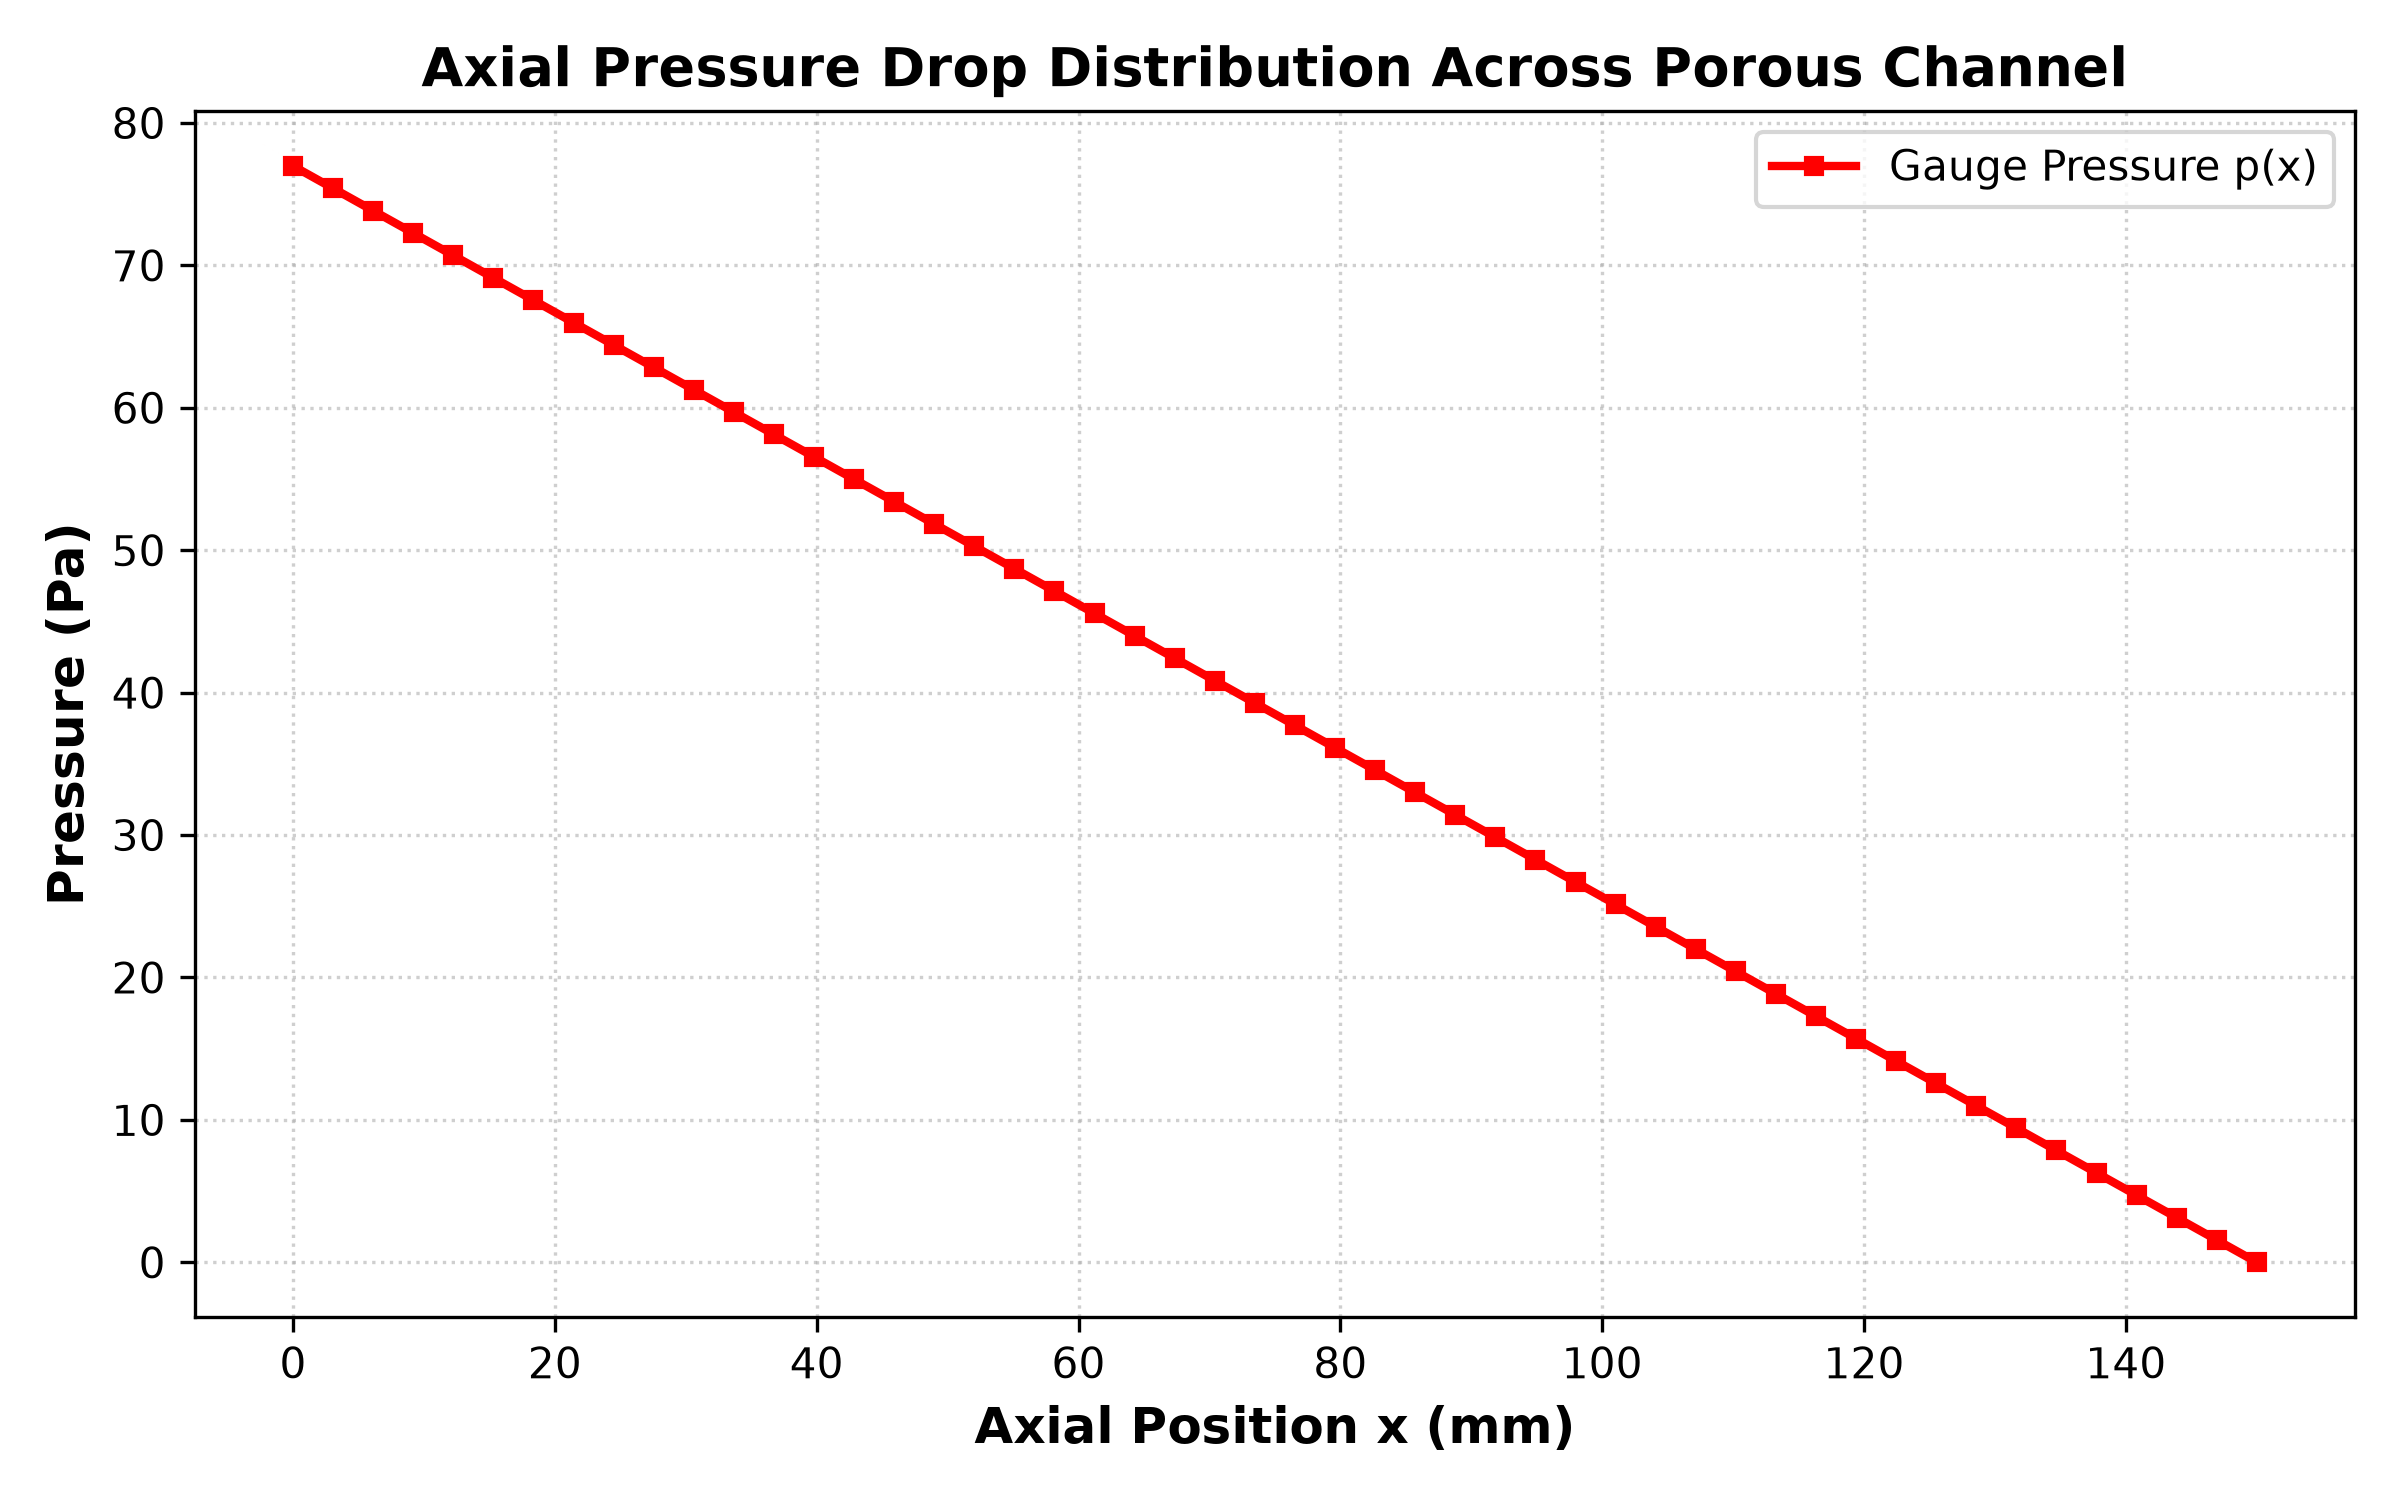 Axial Pressure Drop Distribution Across Porous Channel
Gauge Pressure p(x)
Pressure (Pa)
80
70
60
50
40
30
20
10
0
0 20 40 60 80 100 120 140
Axial Position x (mm)